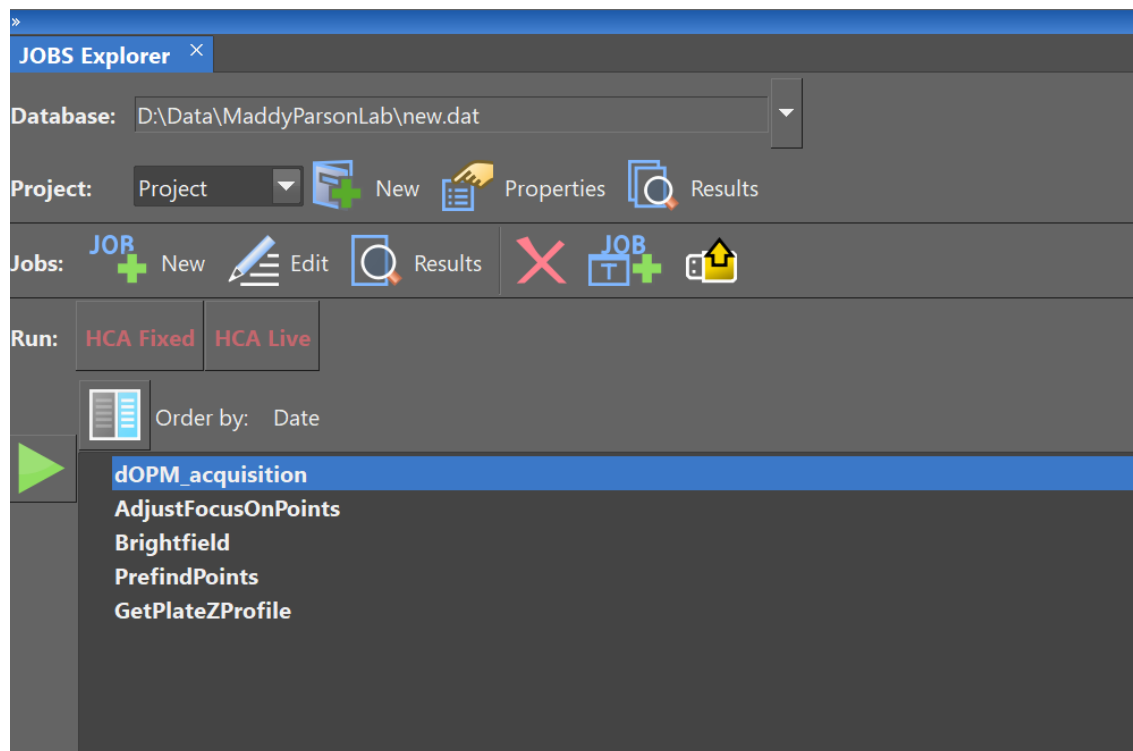 »
JOBS Explorer ×
Database: D:\Data\MaddyParsonLab\new.dat
Project: Project New Properties Results
Jobs: JOB New Edit Results JOB T
Run: HCA Fixed HCA Live
Order by: Date
dOPM_acquisition
AdjustFocusOnPoints
Brightfield
PrefindPoints
GetPlateZProfile